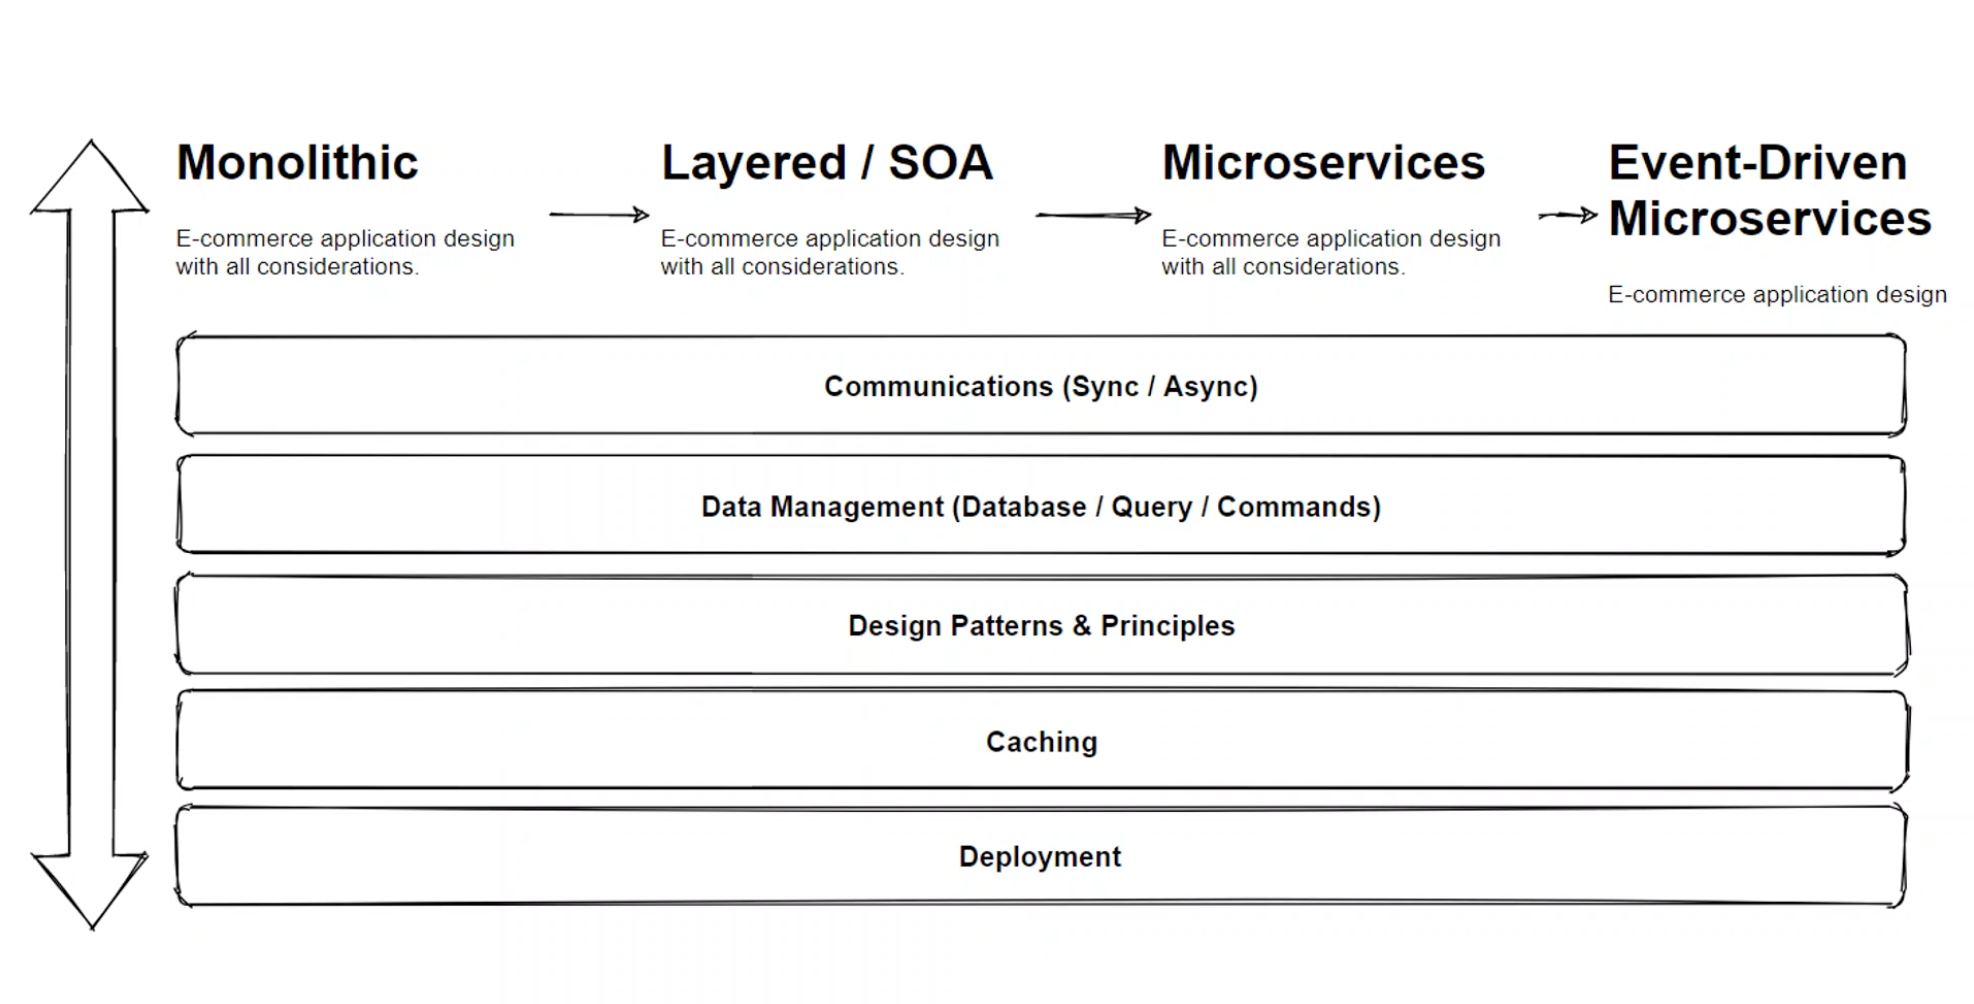 Monolithic
E-commerce application design
with all considerations.
Layered / SOA
E-commerce application design
with all considerations.
Microservices
E-commerce application design
with all considerations.
Event-Driven
Microservices
E-commerce application design
Communications (Sync / Async)
Data Management (Database / Query / Commands)
Design Patterns & Principles
Caching
Deployment